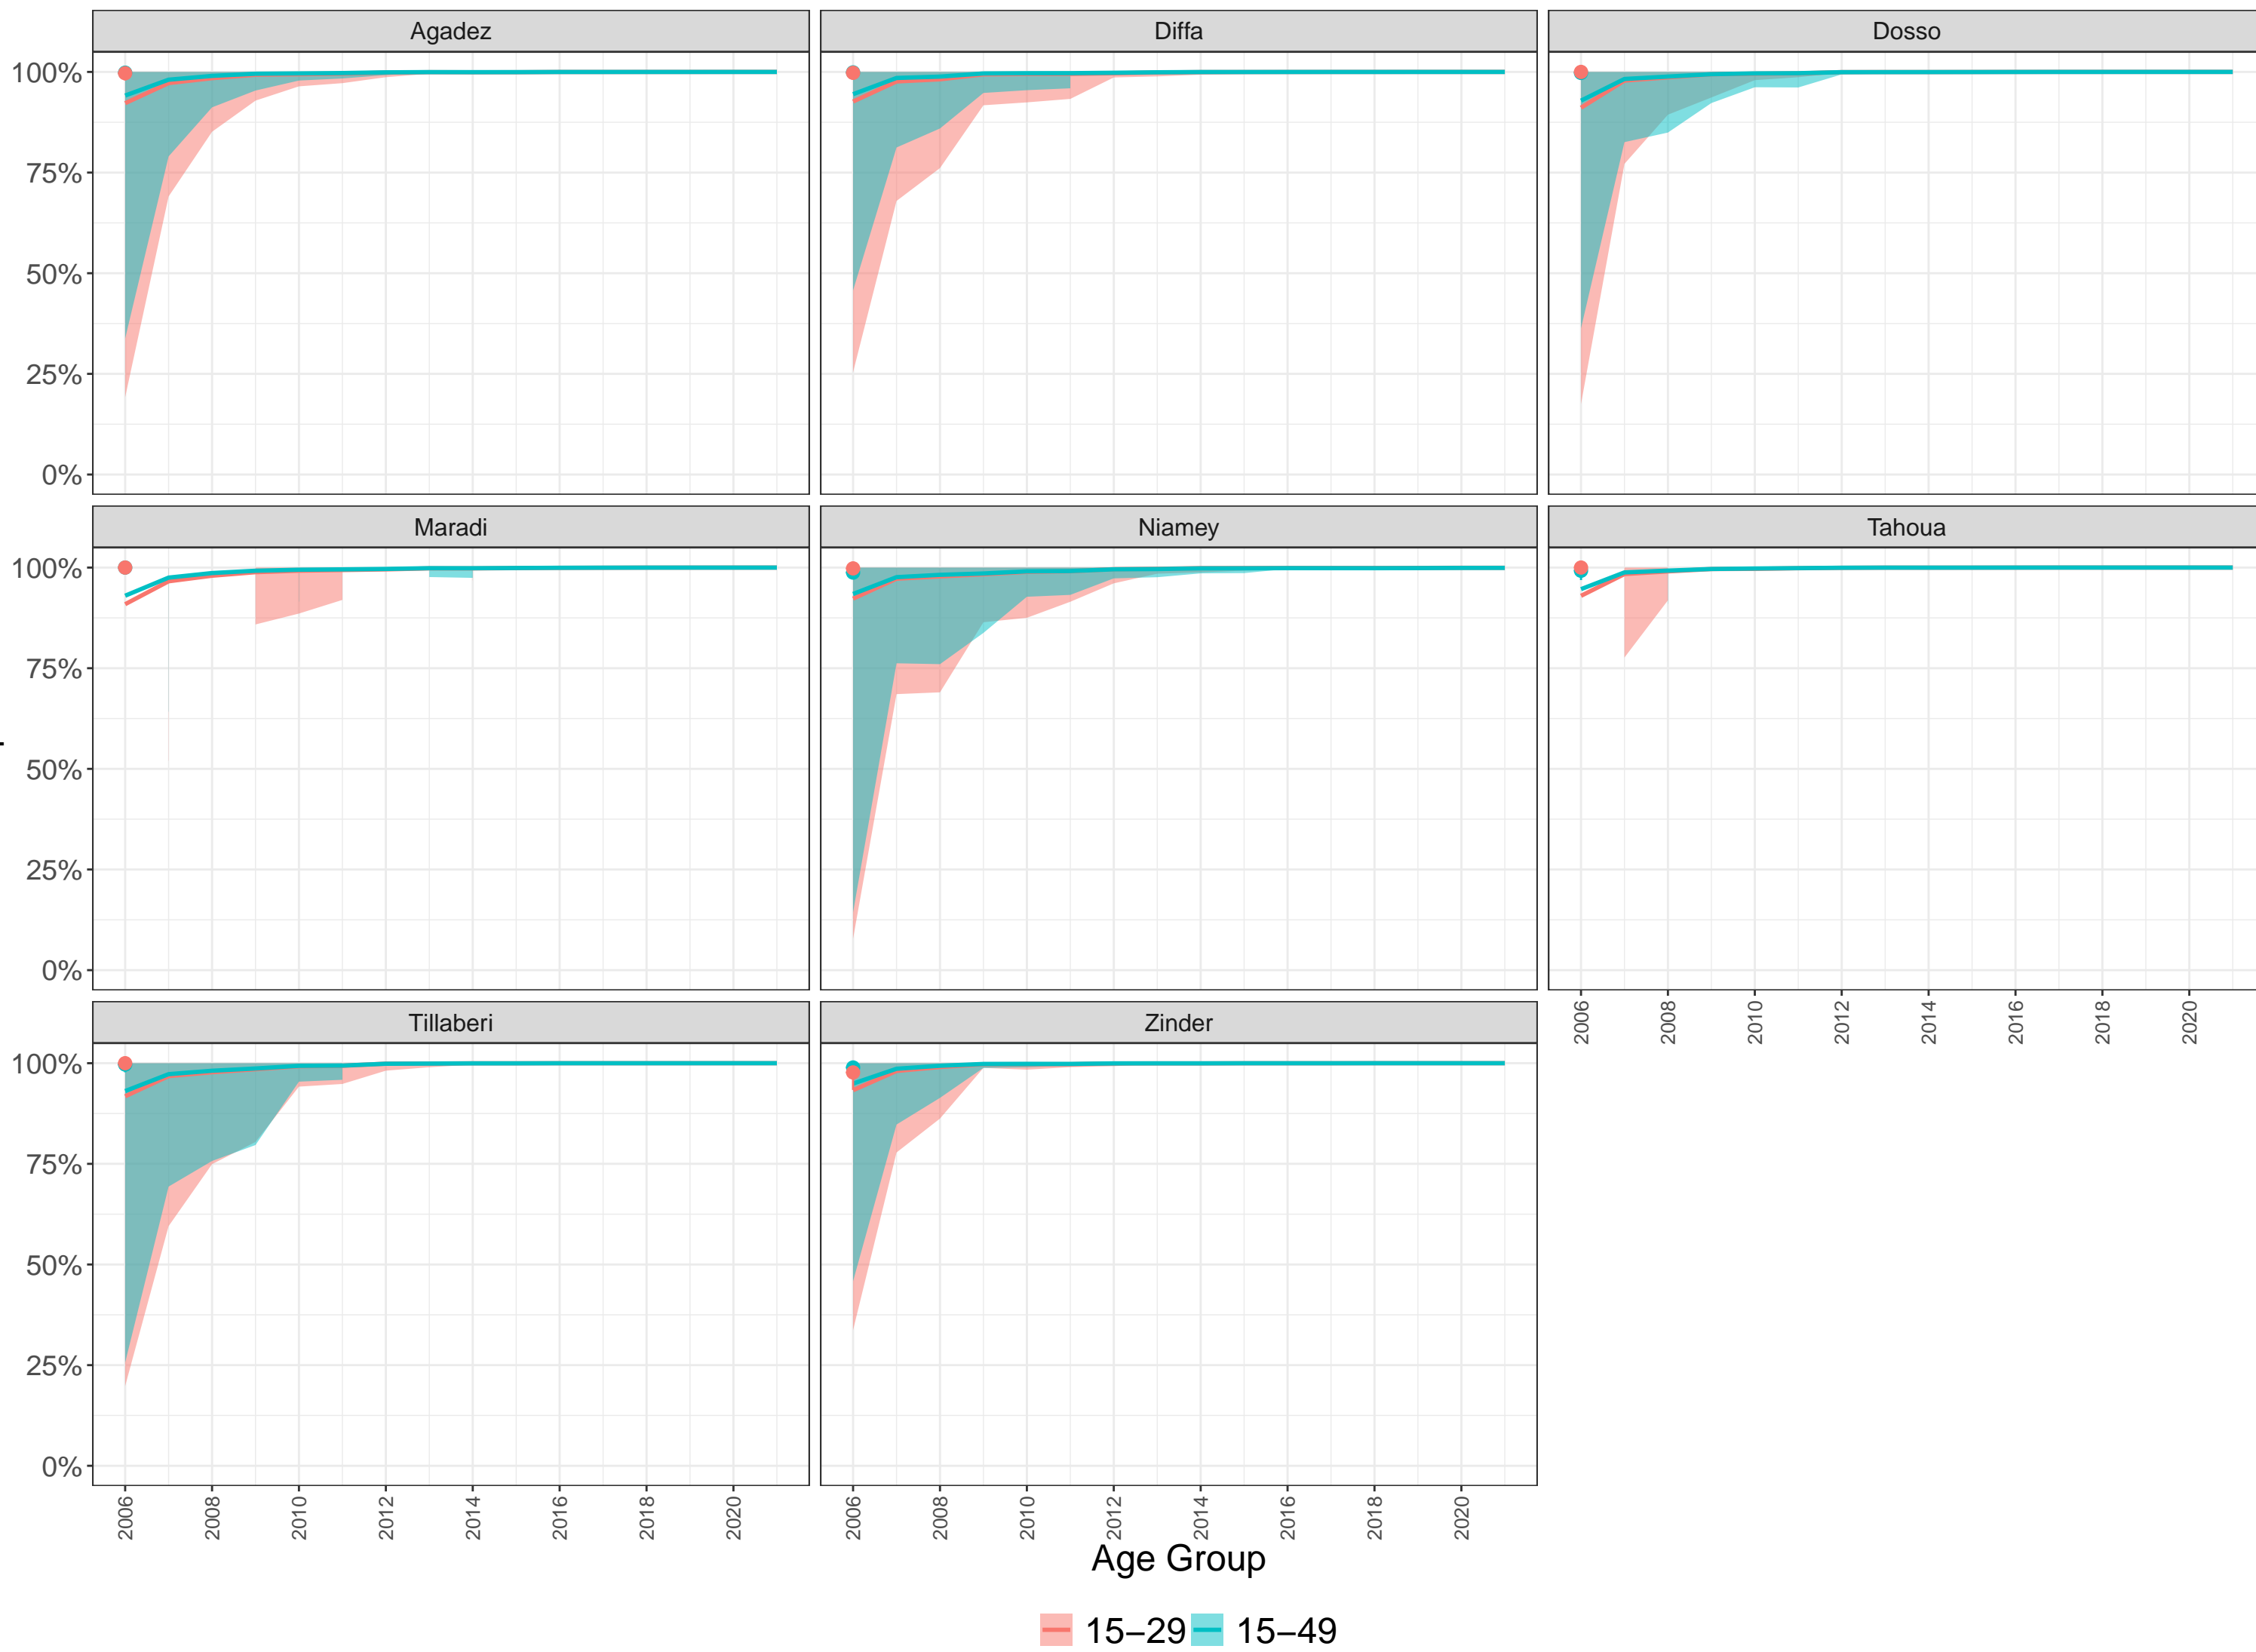 Agadez Diffa Dosso
100%
75%
50%
25%
0%
Maradi Niamey Tahoua
100%
75%
50%
25%
0%
2006 2008 2010 2012 2014 2016 2018 2020
Tillaberi Zinder
100%
75%
50%
25%
0%
2006 2008 2010 2012 2014 2016 2018 2020 2006 2008 2010 2012 2014 2016 2018 2020
Age Group
15–29 15–49